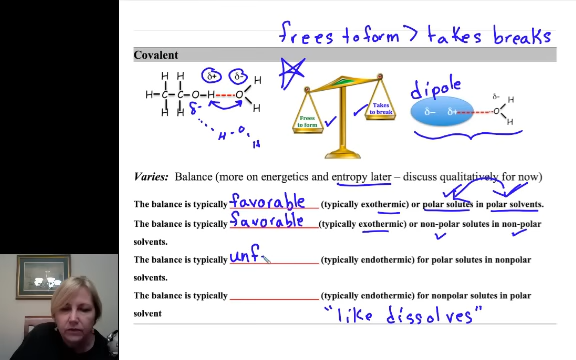 frees to form > takes breaks
Covalent
H H δ+ δ- H
H-C-C-O-H O
H H δ- H
H-O
H
Frees to form
Takes to break
dipole
δ- δ+ O δ- H
H
Varies: Balance (more on energetics and entropy later – discuss qualitatively for now)
The balance is typically favorable (typically exothermic) or polar solutes in polar solvents.
The balance is typically favorable (typically exothermic) or non-polar solutes in non-polar
solvents.
The balance is typically unf (typically endothermic) for polar solutes in nonpolar
solvents.
The balance is typically (typically endothermic) for nonpolar solutes in polar
solvent
"like dissolves"